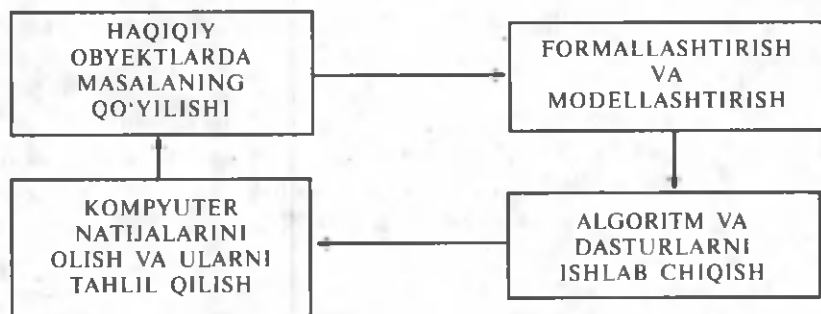 HAQIQIY
OBYEKTLARDA
MASALANING
QO'YILISHI
FORMALLASHTIRISH
VA
MODELLASHTIRISH
KOMPYUTER
NATIJALARINI
OLISH VA ULARNI
TAHLIL QILISH
ALGORITM VA
DASTURLARNI
ISHLAB CHIQISH